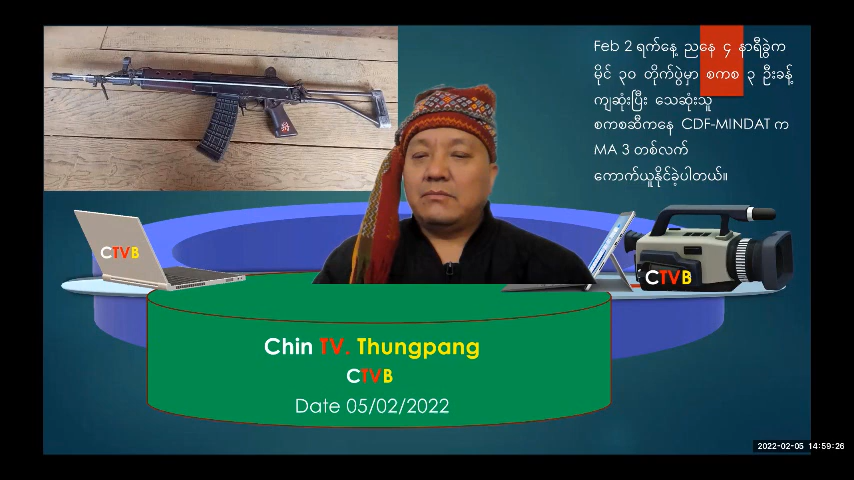 Feb 2 ရက်နေ့ ညနေ ၄ နာရီခွဲက
မိုင် ၃၀ တိုက်ပွဲမှာ စကစ ၃ ဦးခန့်
ကျဆုံးပြီး သေဆုံးသူ
စကစဆီကနေ CDF-MINDAT က
MA 3 တစ်လက်
ကောက်ယူနိုင်ခဲ့ပါတယ်။
CTVB
CTVB
Chin TV. Thungpang
CTVB
Date 05/02/2022
2022-02-05 14:59:26